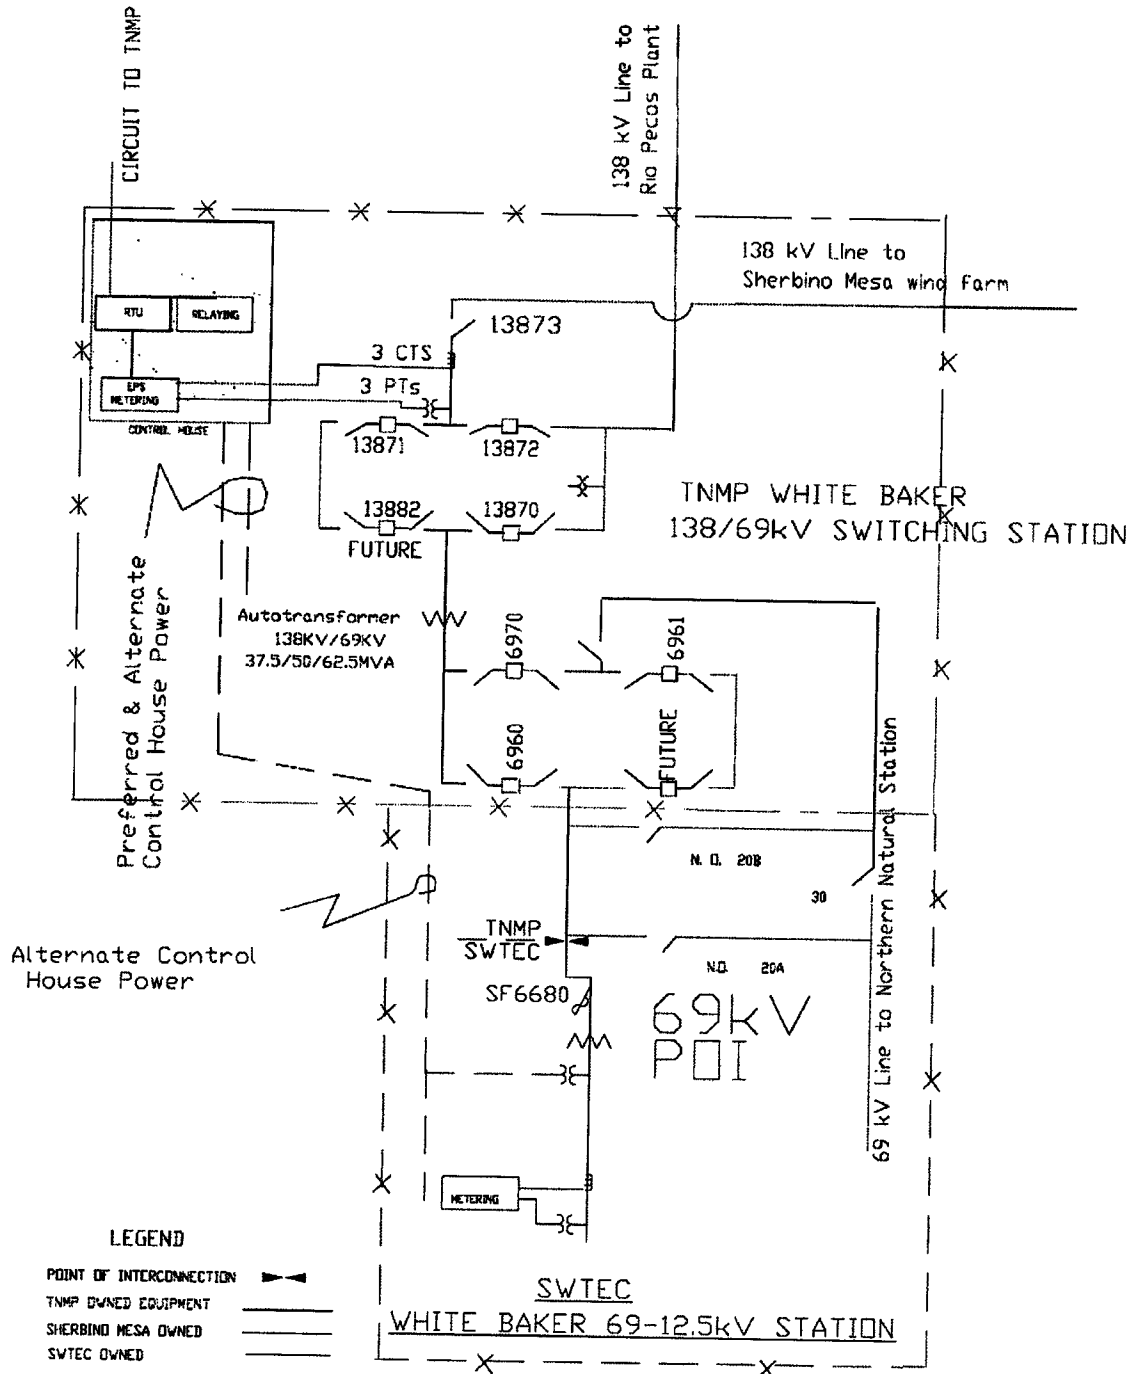 CIRCUIT TO TNMP
138 kV Line to
Rio Pecos Plant
138 kV Line to
Sherbino Mesa wind farm
RTU
RELAYING
13873
3 CTS
EPS
METERING
3 PTs
CONTROL HOUSE
13871
13872
13882
13870
FUTURE
TNMP WHITE BAKER
138/69kV SWITCHING STATION
Preferred & Alternate
Control House Power
Autotransformer
138KV/69KV
37.5/50/62.5MVA
6970
6961
6960
FUTURE
N. O. 20B
30
69 kV Line to Northern Natural Station
Alternate Control
House Power
TNMP
SWTEC
N.O. 20A
SF6680
69kV
POI
METERING
LEGEND
POINT OF INTERCONNECTION
TNMP OWNED EQUIPMENT
SHERBINO MESA OWNED
SWTEC OWNED
SWTEC
WHITE BAKER 69-12.5kV STATION